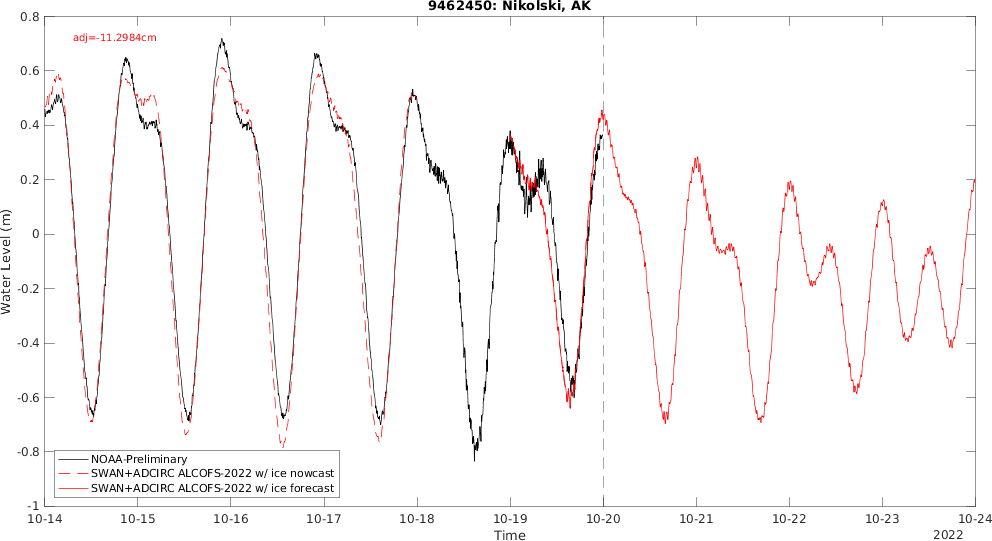 9462450: Nikolski, AK
adj=-11.2984cm
Water Level (m)
0.8
0.6
0.4
0.2
0
-0.2
-0.4
-0.6
-0.8
-1
NOAA-Preliminary
SWAN+ADCIRC ALCOFS-2022 w/ ice nowcast
SWAN+ADCIRC ALCOFS-2022 w/ ice forecast
10-14 10-15 10-16 10-17 10-18 10-19 10-20 10-21 10-22 10-23 10-24
Time
2022